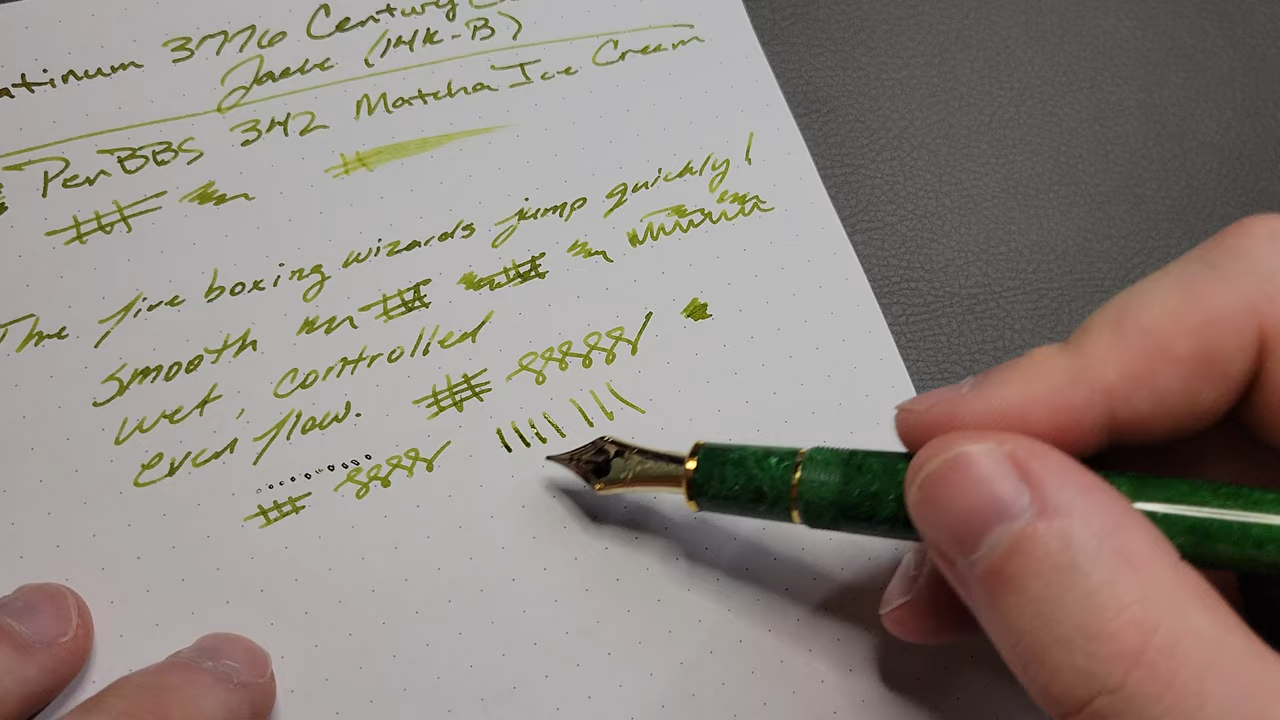 atinum 3776 Century
Jade (14K-B)
PenBBS 342 Matcha Ice Cream
The five boxing wizards jump quickly!
Smooth
wet, controlled
even flow.